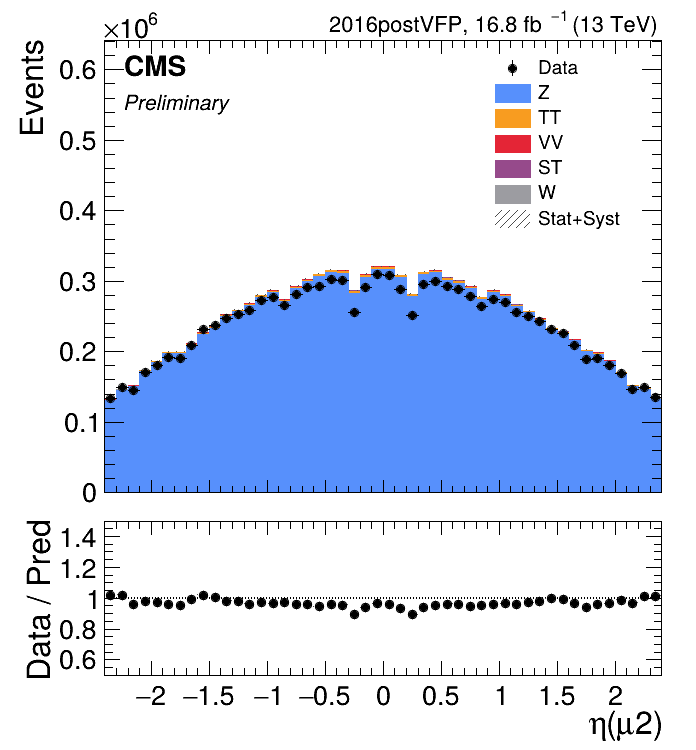 ×10⁶
2016postVFP, 16.8 fb ⁻¹ (13 TeV)
Events
CMS
Preliminary
Data
Z
TT
VV
ST
W
Stat+Syst
0.6
0.5
0.4
0.3
0.2
0.1
0
Data / Pred
1.4
1.2
1
0.8
0.6
−2 −1.5 −1 −0.5 0 0.5 1 1.5 2
η(μ2)